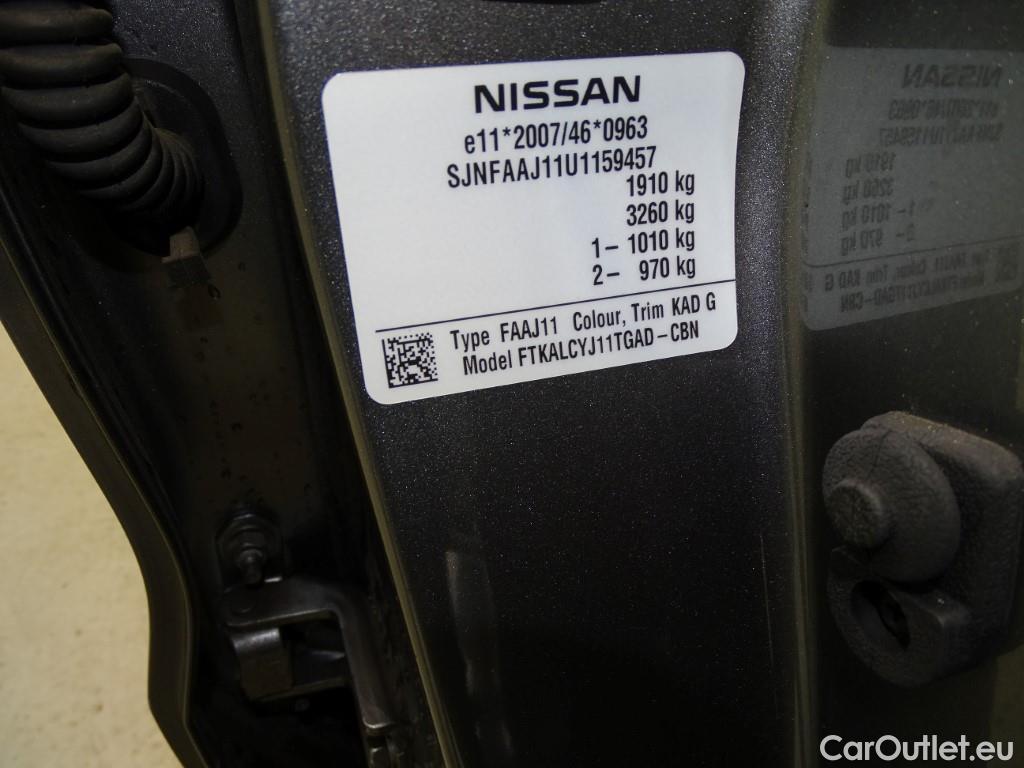 NISSAN
e11*2007/46*0963
SJNFAAJ11U1159457
1910 kg
3260 kg
1- 1010 kg
2- 970 kg
Type FAAJ11 Colour, Trim KAD G
Model FTKALCYJ11TGAD-CBN
CarOutlet.eu